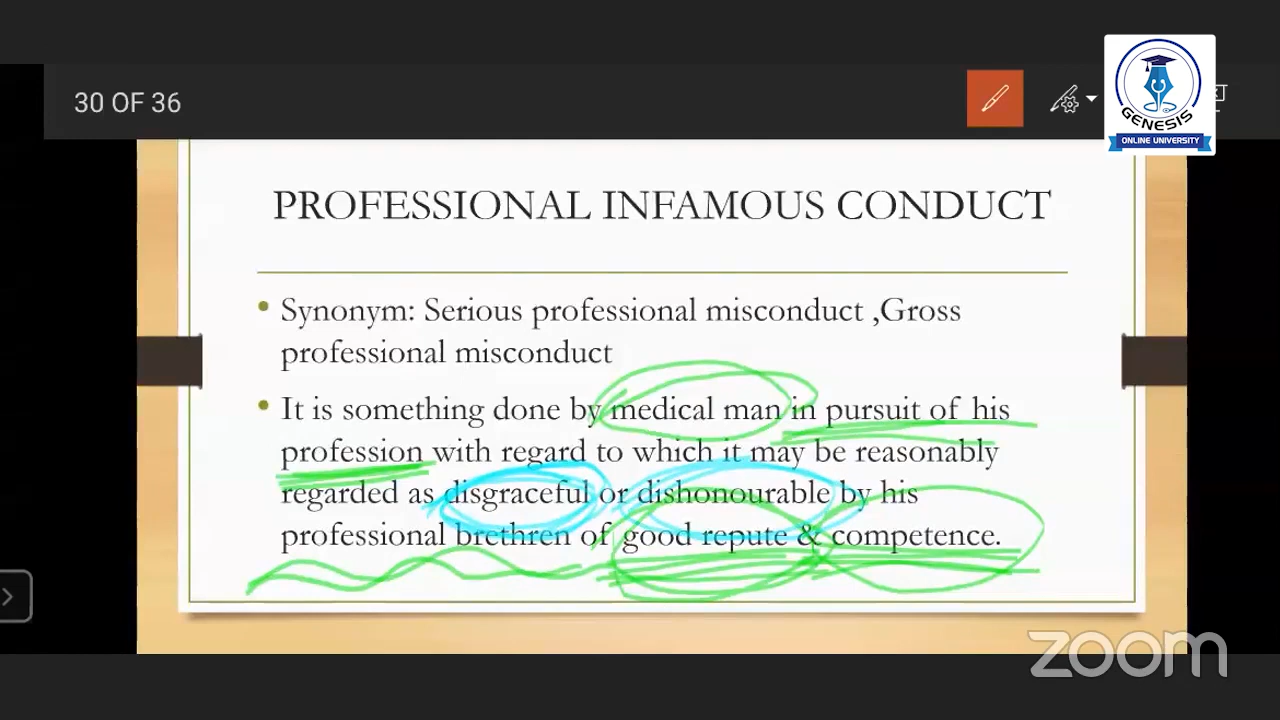 30 OF 36
GENESIS
ONLINE UNIVERSITY
PROFESSIONAL INFAMOUS CONDUCT
• Synonym: Serious professional misconduct ,Gross
professional misconduct
• It is something done by medical man in pursuit of his
profession with regard to which it may be reasonably
regarded as disgraceful or dishonourable by his
professional brethren of good repute & competence.
zoom